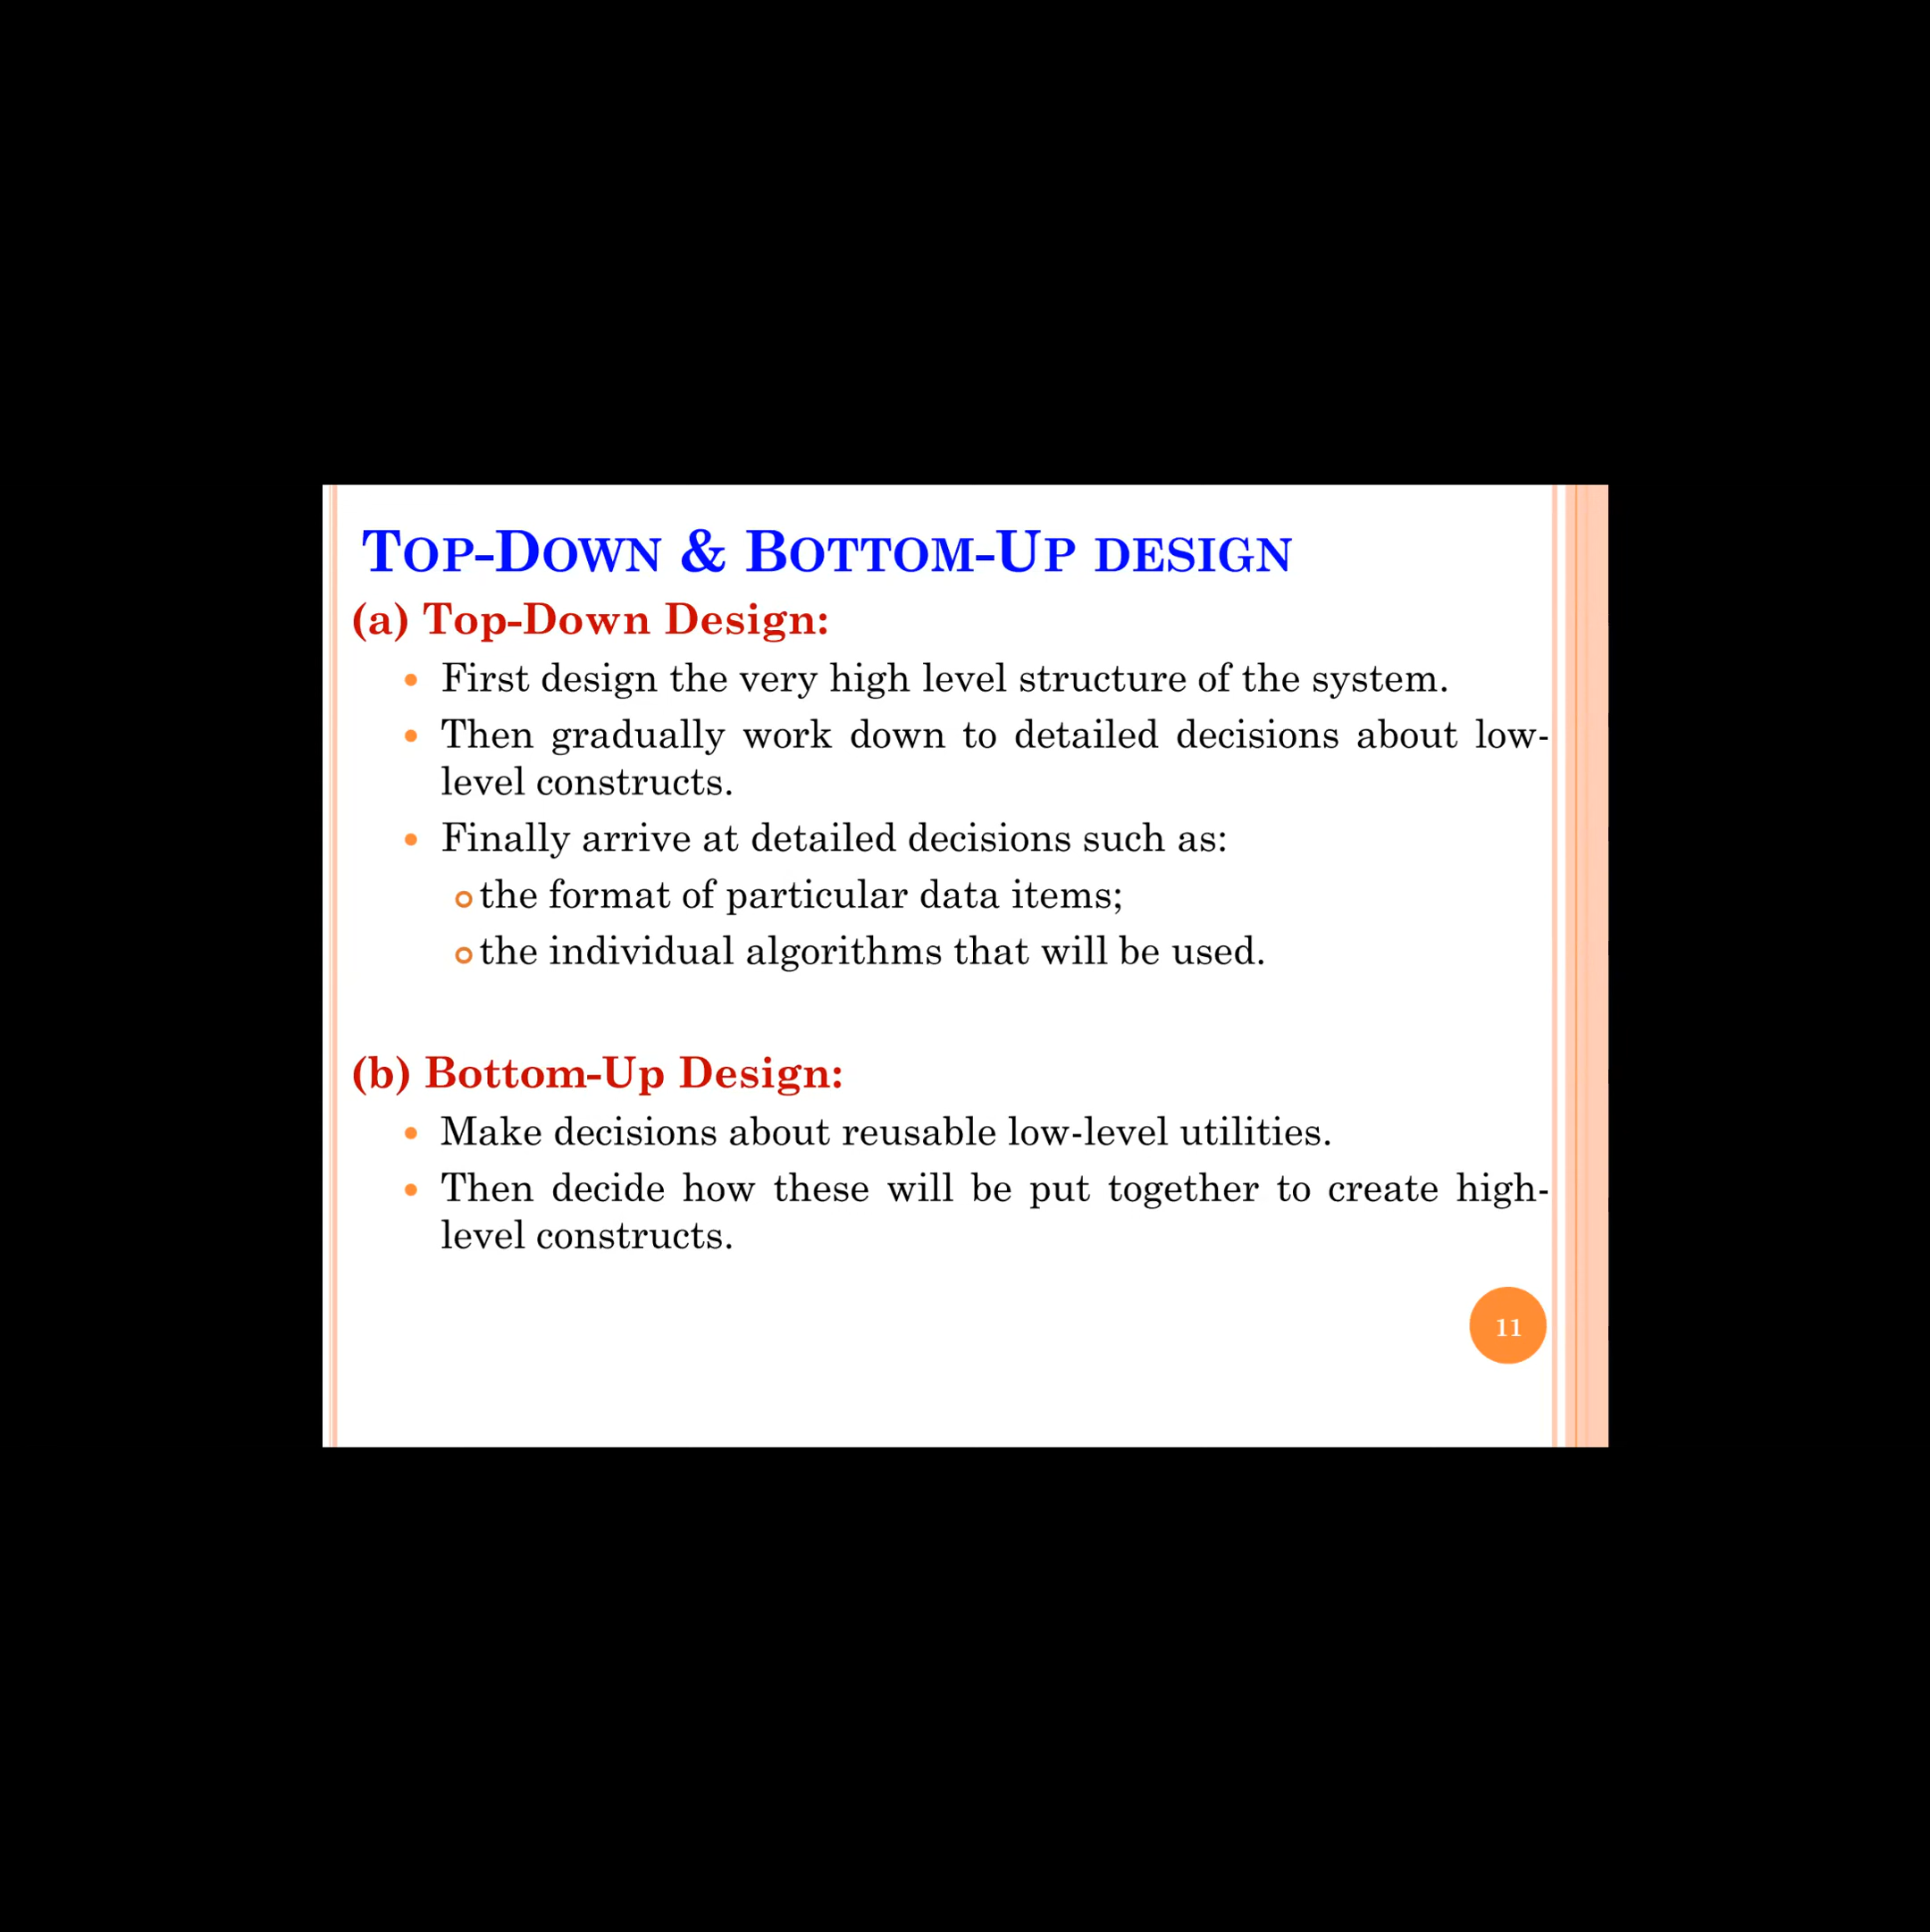 TOP-DOWN & BOTTOM-UP DESIGN
(a) Top-Down Design:
• First design the very high level structure of the system.
• Then gradually work down to detailed decisions about low-
level constructs.
• Finally arrive at detailed decisions such as:
the format of particular data items;
the individual algorithms that will be used.
(b) Bottom-Up Design:
• Make decisions about reusable low-level utilities.
• Then decide how these will be put together to create high-
level constructs.
11